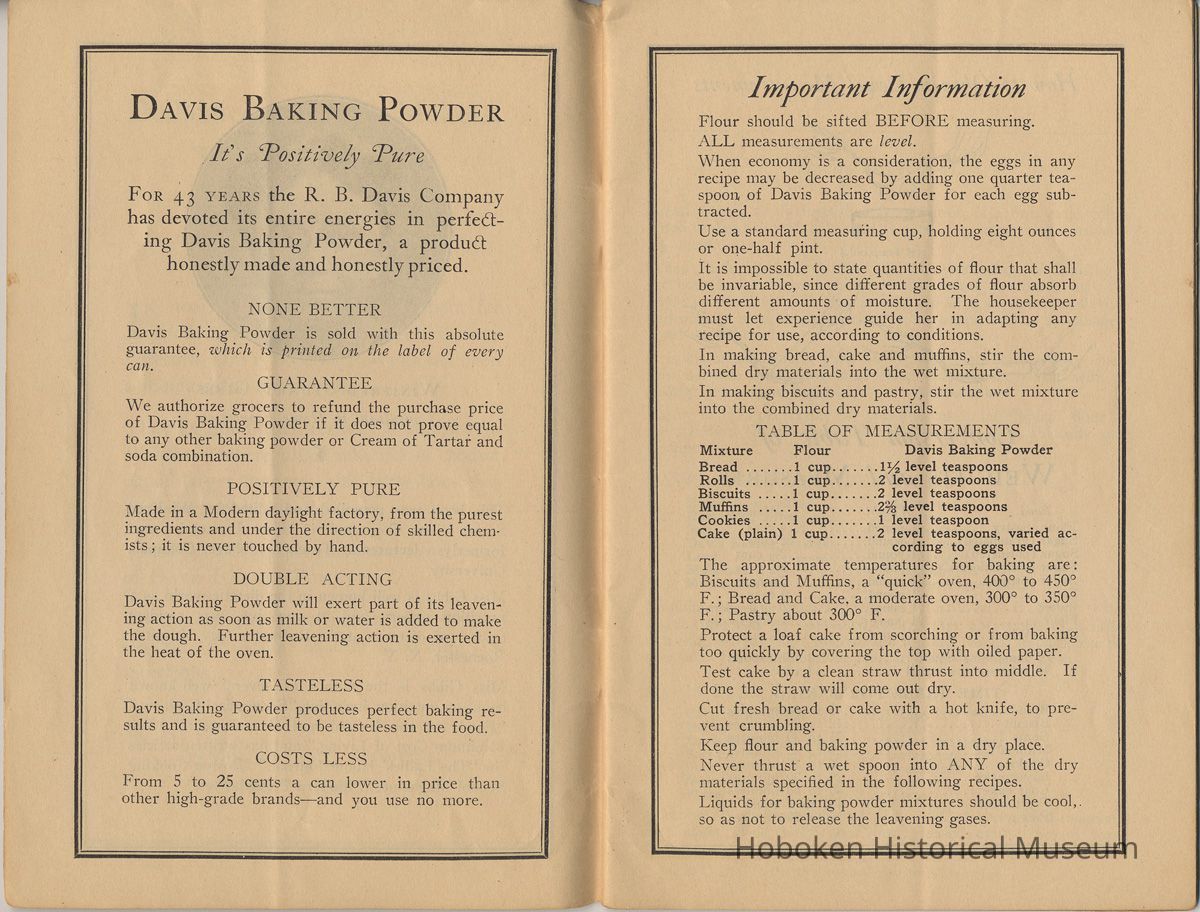 DAVIS BAKING POWDER
It's Positively Pure
FOR 43 YEARS the R. B. Davis Company
has devoted its entire energies in perfect-
ing Davis Baking Powder, a product
honestly made and honestly priced.
NONE BETTER
Davis Baking Powder is sold with this absolute
guarantee, which is printed on the label of every
can.
GUARANTEE
We authorize grocers to refund the purchase price
of Davis Baking Powder if it does not prove equal
to any other baking powder or Cream of Tartar and
soda combination.
POSITIVELY PURE
Made in a Modern daylight factory, from the purest
ingredients and under the direction of skilled chem-
ists; it is never touched by hand.
DOUBLE ACTING
Davis Baking Powder will exert part of its leaven-
ing action as soon as milk or water is added to make
the dough. Further leavening action is exerted in
the heat of the oven.
TASTELESS
Davis Baking Powder produces perfect baking re-
sults and is guaranteed to be tasteless in the food.
COSTS LESS
From 5 to 25 cents a can lower in price than
other high-grade brands—and you use no more.
Important Information
Flour should be sifted BEFORE measuring.
ALL measurements are level.
When economy is a consideration, the eggs in any
recipe may be decreased by adding one quarter tea-
spoon of Davis Baking Powder for each egg sub-
tracted.
Use a standard measuring cup, holding eight ounces
or one-half pint.
It is impossible to state quantities of flour that shall
be invariable, since different grades of flour absorb
different amounts of moisture. The housekeeper
must let experience guide her in adapting any
recipe for use, according to conditions.
In making bread, cake and muffins, stir the com-
bined dry materials into the wet mixture.
In making biscuits and pastry, stir the wet mixture
into the combined dry materials.
TABLE OF MEASUREMENTS
Mixture Flour Davis Baking Powder
Bread .......1 cup.......1½ level teaspoons
Rolls .......1 cup.......2 level teaspoons
Biscuits .....1 cup.......2 level teaspoons
Muffins .....1 cup.......2⅔ level teaspoons
Cookies .....1 cup.......1 level teaspoon
Cake (plain) 1 cup.......2 level teaspoons, varied ac-
cording to eggs used
The approximate temperatures for baking are:
Biscuits and Muffins, a "quick" oven, 400° to 450°
F.; Bread and Cake, a moderate oven, 300° to 350°
F.; Pastry about 300° F.
Protect a loaf cake from scorching or from baking
too quickly by covering the top with oiled paper.
Test cake by a clean straw thrust into middle. If
done the straw will come out dry.
Cut fresh bread or cake with a hot knife, to pre-
vent crumbling.
Keep flour and baking powder in a dry place.
Never thrust a wet spoon into ANY of the dry
materials specified in the following recipes.
Liquids for baking powder mixtures should be cool,
so as not to release the leavening gases.
Hoboken Historical Museum